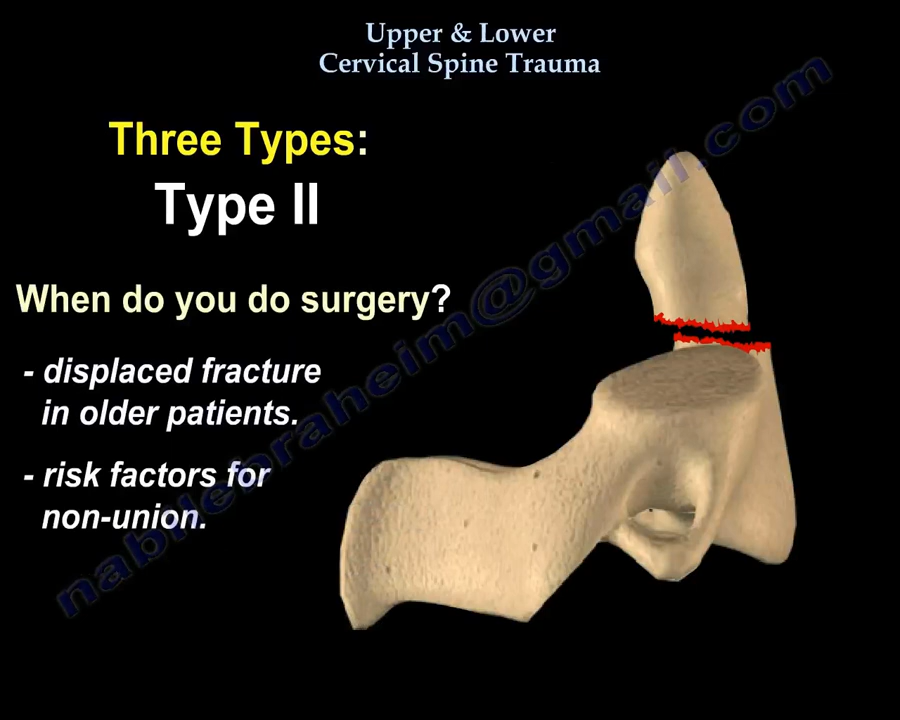 Upper & Lower
Cervical Spine Trauma
Three Types:
Type II
When do you do surgery?
- displaced fracture
in older patients.
- risk factors for
non-union.
nabilebraheim@gmail.com